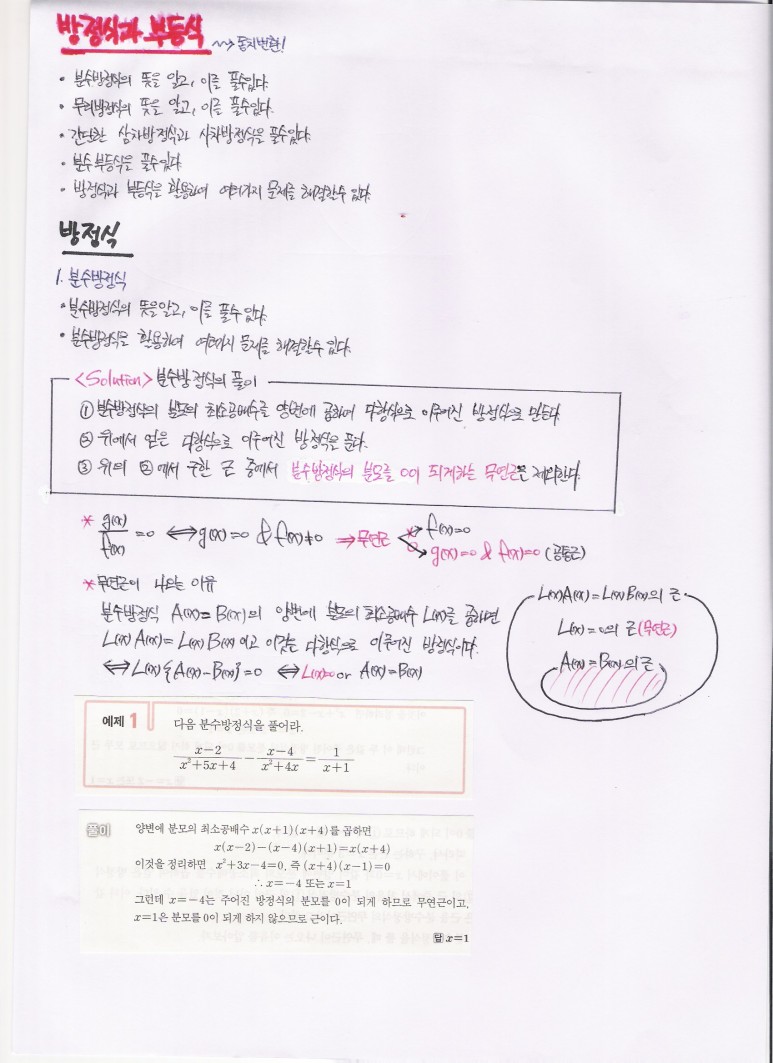 방정식과 부등식 ⇝ 동치변환!
• 분수방정식의 뜻을 알고, 이를 풀수있다.
• 무리방정식의 뜻을 알고, 이를 풀수있다.
• 간단한 삼차방정식과 사차방정식을 풀수있다.
• 분수부등식을 풀수있다.
• 방정식과 부등식을 활용하여 여러가지 문제를 해결할수 있다.
방정식
1. 분수방정식
• 분수방정식의 뜻을 알고, 이를 풀수 있다.
• 분수방정식을 활용하여 여러가지 문제를 해결할수 있다.
<Solution> 분수방정식의 풀이
① 분수방정식의 분모의 최소공배수를 양변에 곱하여 다항식으로 이루어진 방정식으로 만든다
② 위에서 얻은 다항식으로 이루어진 방정식을 푼다.
③ 위의 ②에서 구한 근 중에서 분수방정식의 분모를 0이 되게하는 무연근은 제외한다.
* g(x)/f(x) = 0 ⟺ g(x)=0 & f(x)≠0 ⇒ 무연근
f(x)=0
g(x)=0 & f(x)=0 (공통근)
* 무연근이 나오는 이유
분수방정식 A(x)=B(x)의 양변에 분모의 최소공배수 L(x)를 곱하면
L(x)A(x)=L(x)B(x)이고 이것은 다항식으로 이루어진 방정식이다.
⟺ L(x){A(x)-B(x)}=0 ⟺ L(x)=0 or A(x)=B(x)
L(x)A(x)=L(x)B(x)의 근
L(x)=0의 근(무연근)
A(x)=B(x)의 근
예제 1 다음 분수방정식을 풀어라.
(x-2)/(x²+5x+4) - (x-4)/(x²+4x) = 1/(x+1)
풀이 양변에 분모의 최소공배수 x(x+1)(x+4)를 곱하면
x(x-2)-(x-4)(x+1)=x(x+4)
이것을 정리하면 x²+3x-4=0, 즉 (x+4)(x-1)=0
∴ x=-4 또는 x=1
그런데 x=-4는 주어진 방정식의 분모를 0이 되게 하므로 무연근이고,
x=1은 분모를 0이 되게 하지 않으므로 근이다.
답 x=1